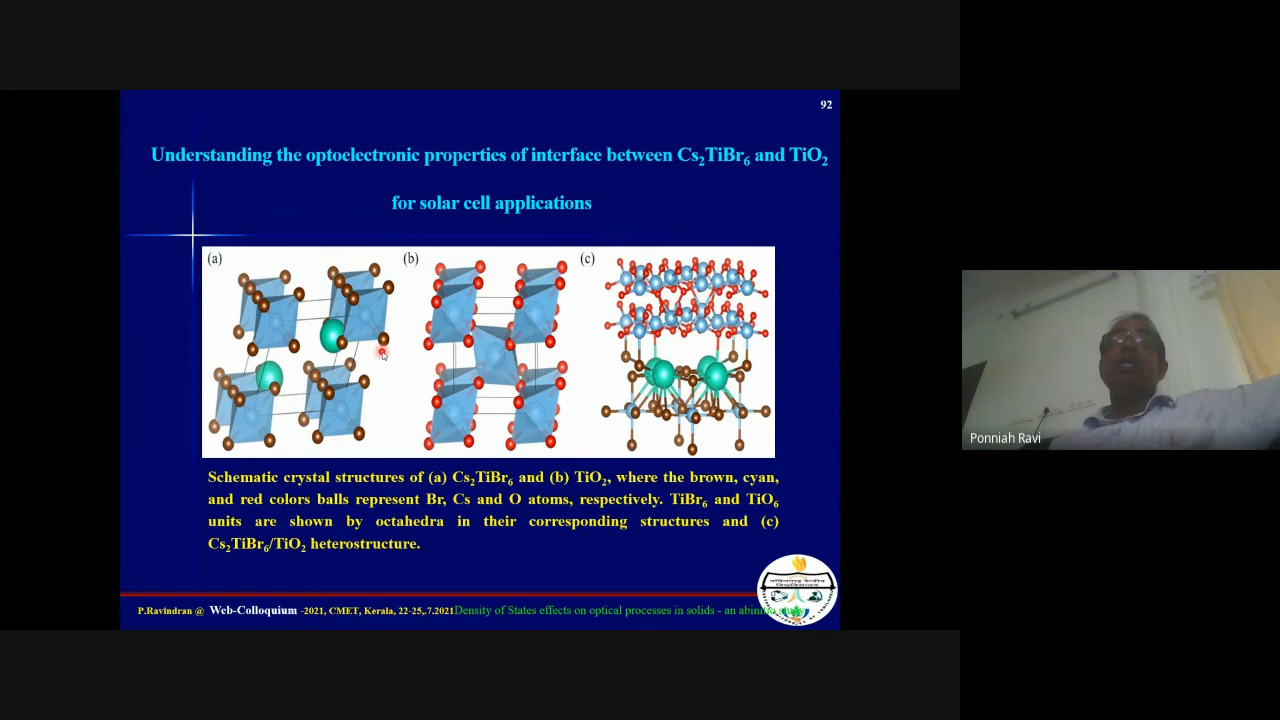 92
Understanding the optoelectronic properties of interface between Cs₂TiBr₆ and TiO₂
for solar cell applications
(a) (b) (c)
Schematic crystal structures of (a) Cs₂TiBr₆ and (b) TiO₂, where the brown, cyan,
and red colors balls represent Br, Cs and O atoms, respectively. TiBr₆ and TiO₆
units are shown by octahedra in their corresponding structures and (c)
Cs₂TiBr₆/TiO₂ heterostructure.
P.Ravindran @ Web-Colloquium -2021, CMET, Kerala, 22-25,.7.2021 Density of States effects on optical processes in solids - an abinitio study
Ponniah Ravi